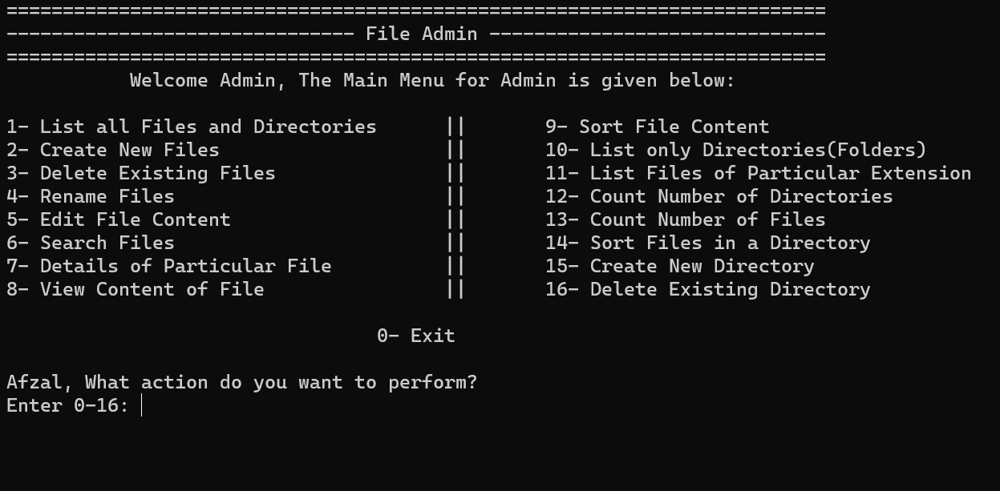 =========================================================================
------------------------------- File Admin ------------------------------
=========================================================================
Welcome Admin, The Main Menu for Admin is given below:
1- List all Files and Directories || 9- Sort File Content
2- Create New Files || 10- List only Directories(Folders)
3- Delete Existing Files || 11- List Files of Particular Extension
4- Rename Files || 12- Count Number of Directories
5- Edit File Content || 13- Count Number of Files
6- Search Files || 14- Sort Files in a Directory
7- Details of Particular File || 15- Create New Directory
8- View Content of File || 16- Delete Existing Directory
0- Exit
Afzal, What action do you want to perform?
Enter 0-16: